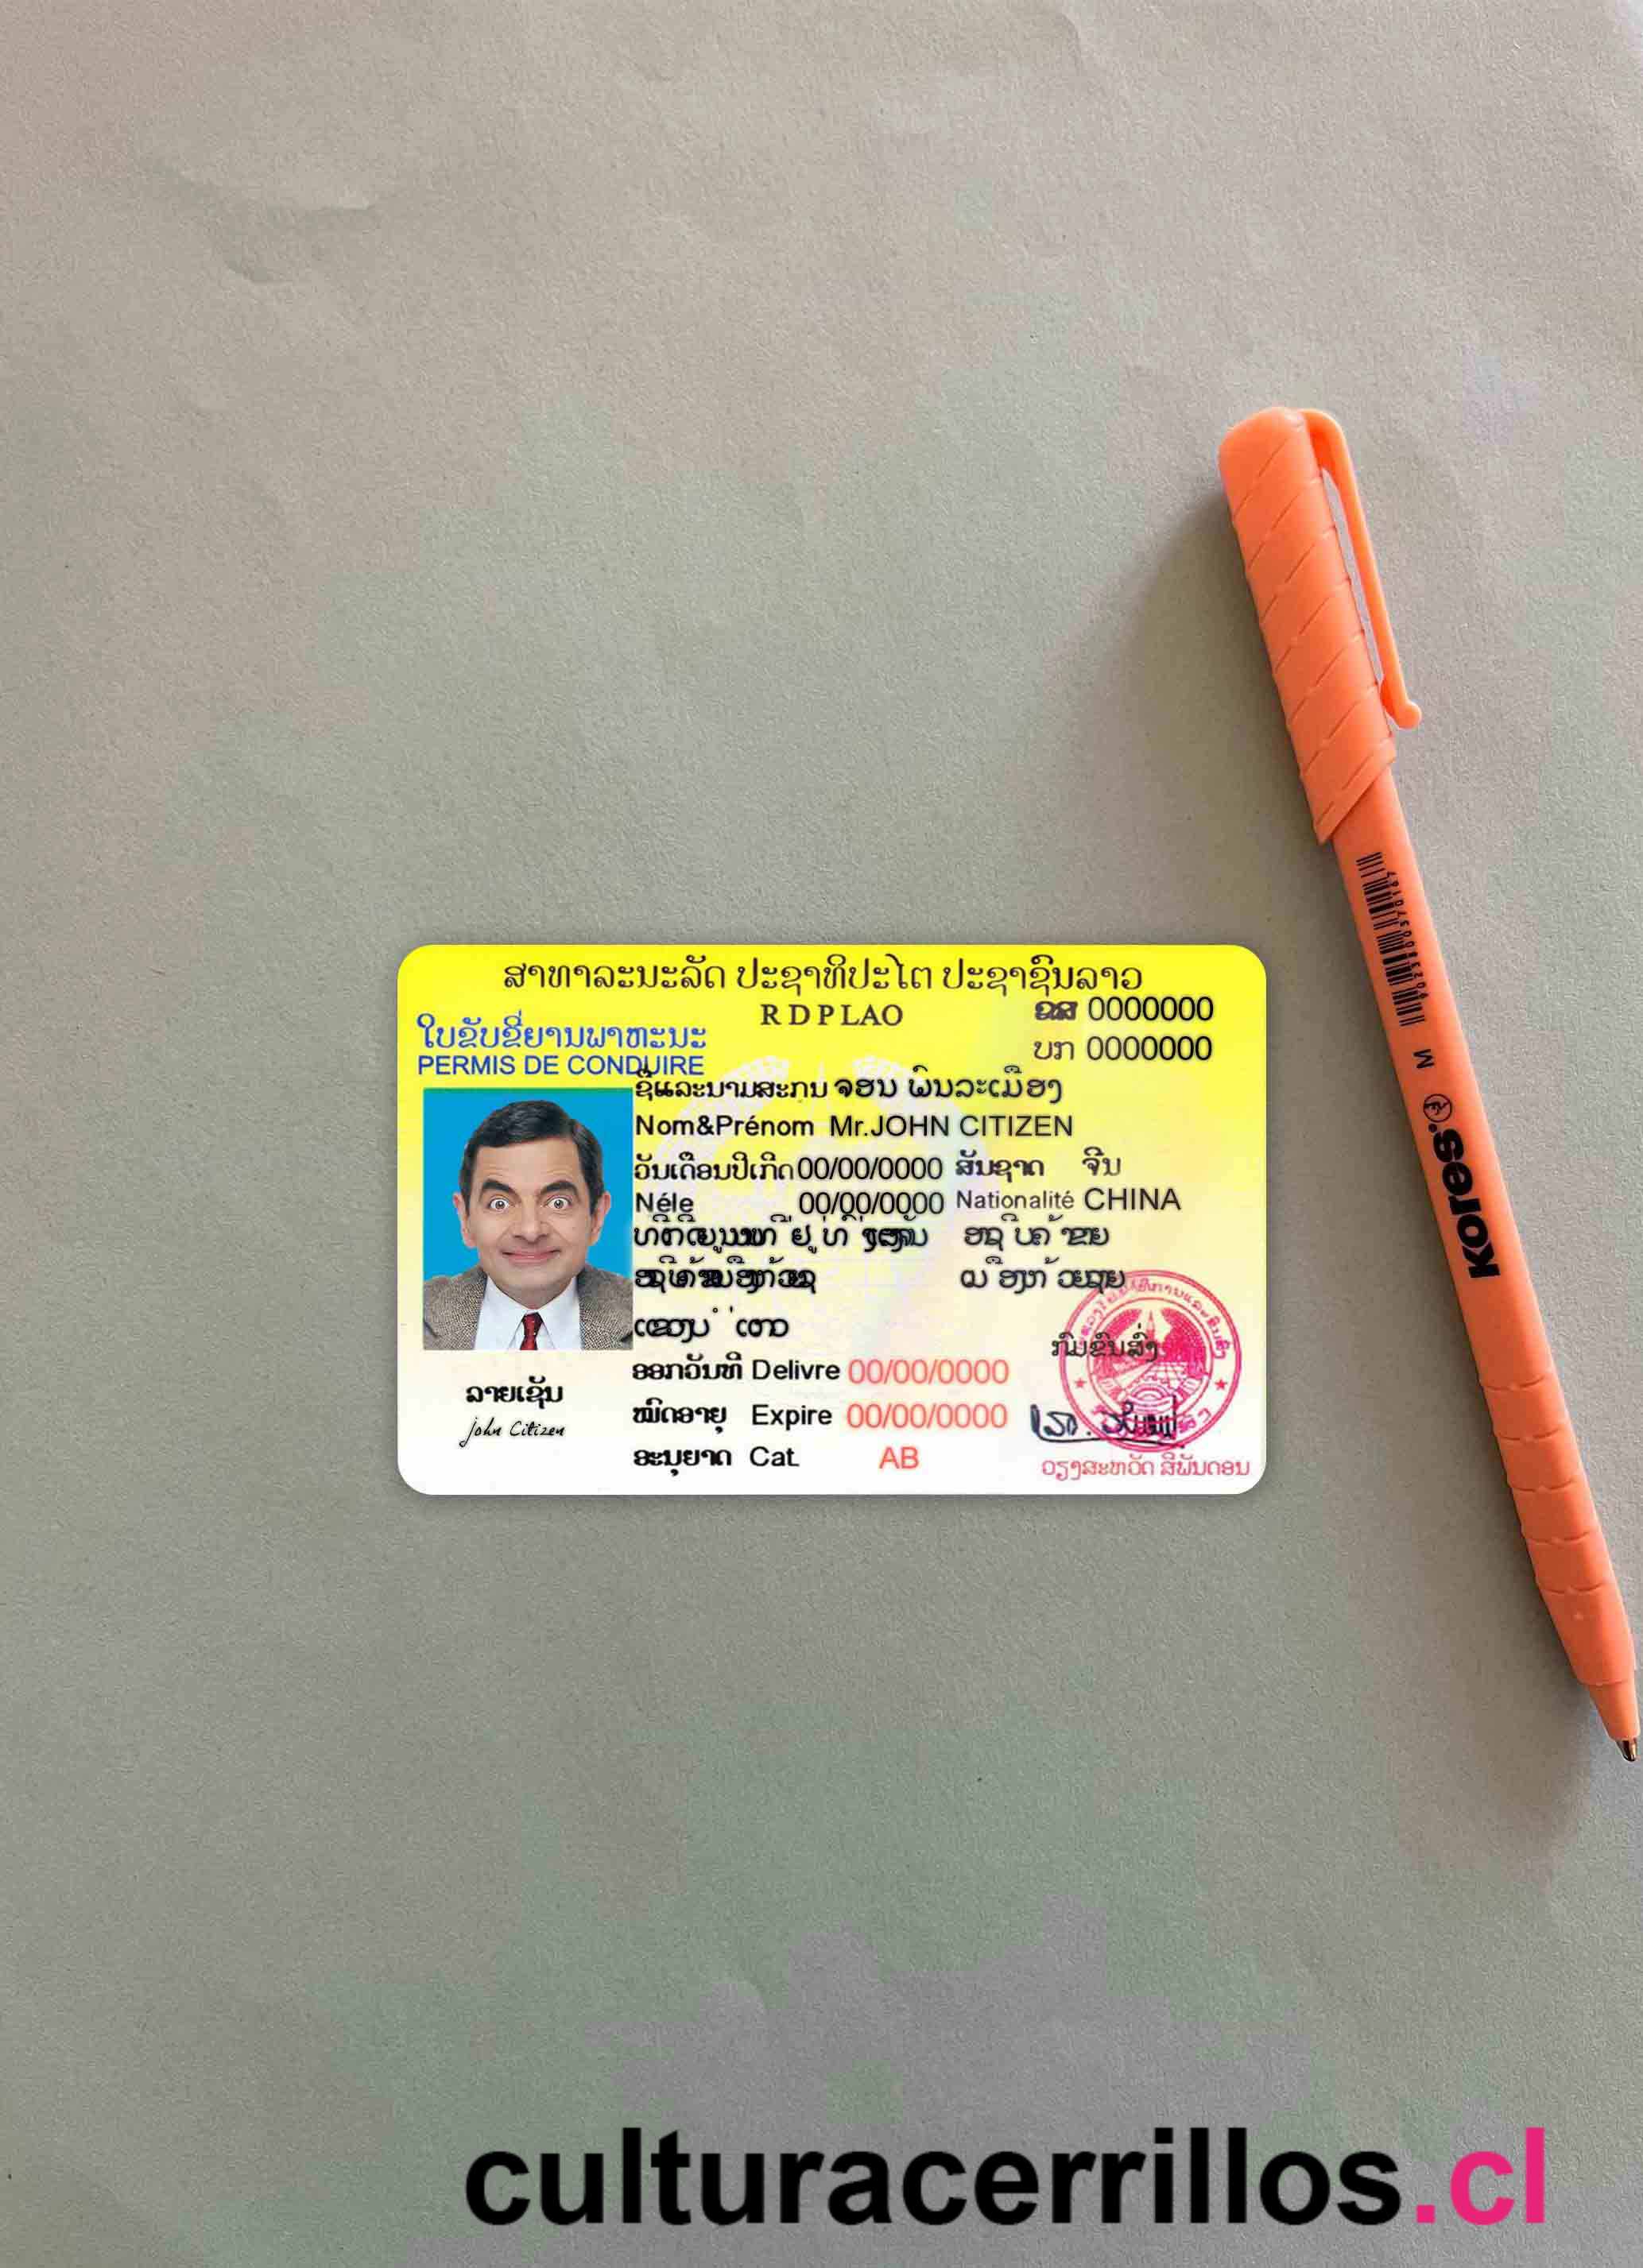 ສາທາລະນະລັດ ປະຊາທິປະໄຕ ປະຊາຊົນລາວ
R D P LAO
ຂສ 0000000
ບກ 0000000
ໃບຂັບຂີ່ຍານພາຫະນະ
PERMIS DE CONDUIRE
ຊື່ແລະນາມສະກຸນ ຈອນ ພົນລະເມືອງ
Nom&Prénom Mr.JOHN CITIZEN
ວັນເດືອນປີເກີດ 00/00/0000 ສັນຊາດ ຈີນ
Néle 00/00/0000 Nationalité CHINA
ອອກວັນທີ Delivre 00/00/0000
ກົມຂົນສົ່ງ
ລາຍເຊັນ
john Citizen
ໝົດອາຍຸ Expire 00/00/0000
ອະນຸຍາດ Cat. AB
ວຽງສະຫວັດ ສີພັນດອນ
M
Kores
culturacerrillos.cl